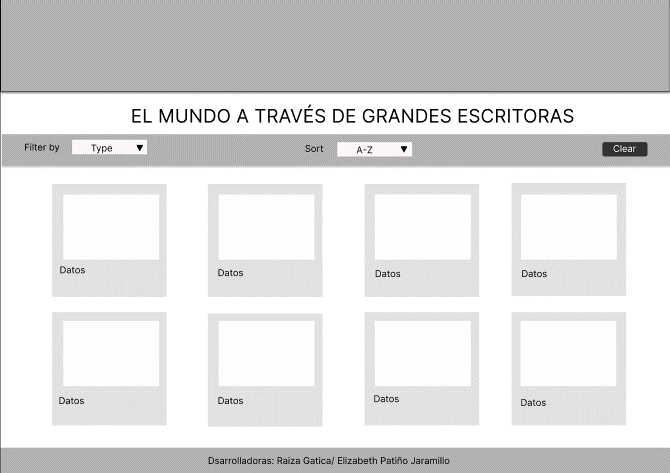 EL MUNDO A TRAVÉS DE GRANDES ESCRITORAS
Filter by Type ▼ Sort A-Z ▼ Clear
Datos Datos Datos Datos
Datos Datos Datos Datos
Dsarrolladoras: Raiza Gatica/ Elizabeth Patiño Jaramillo